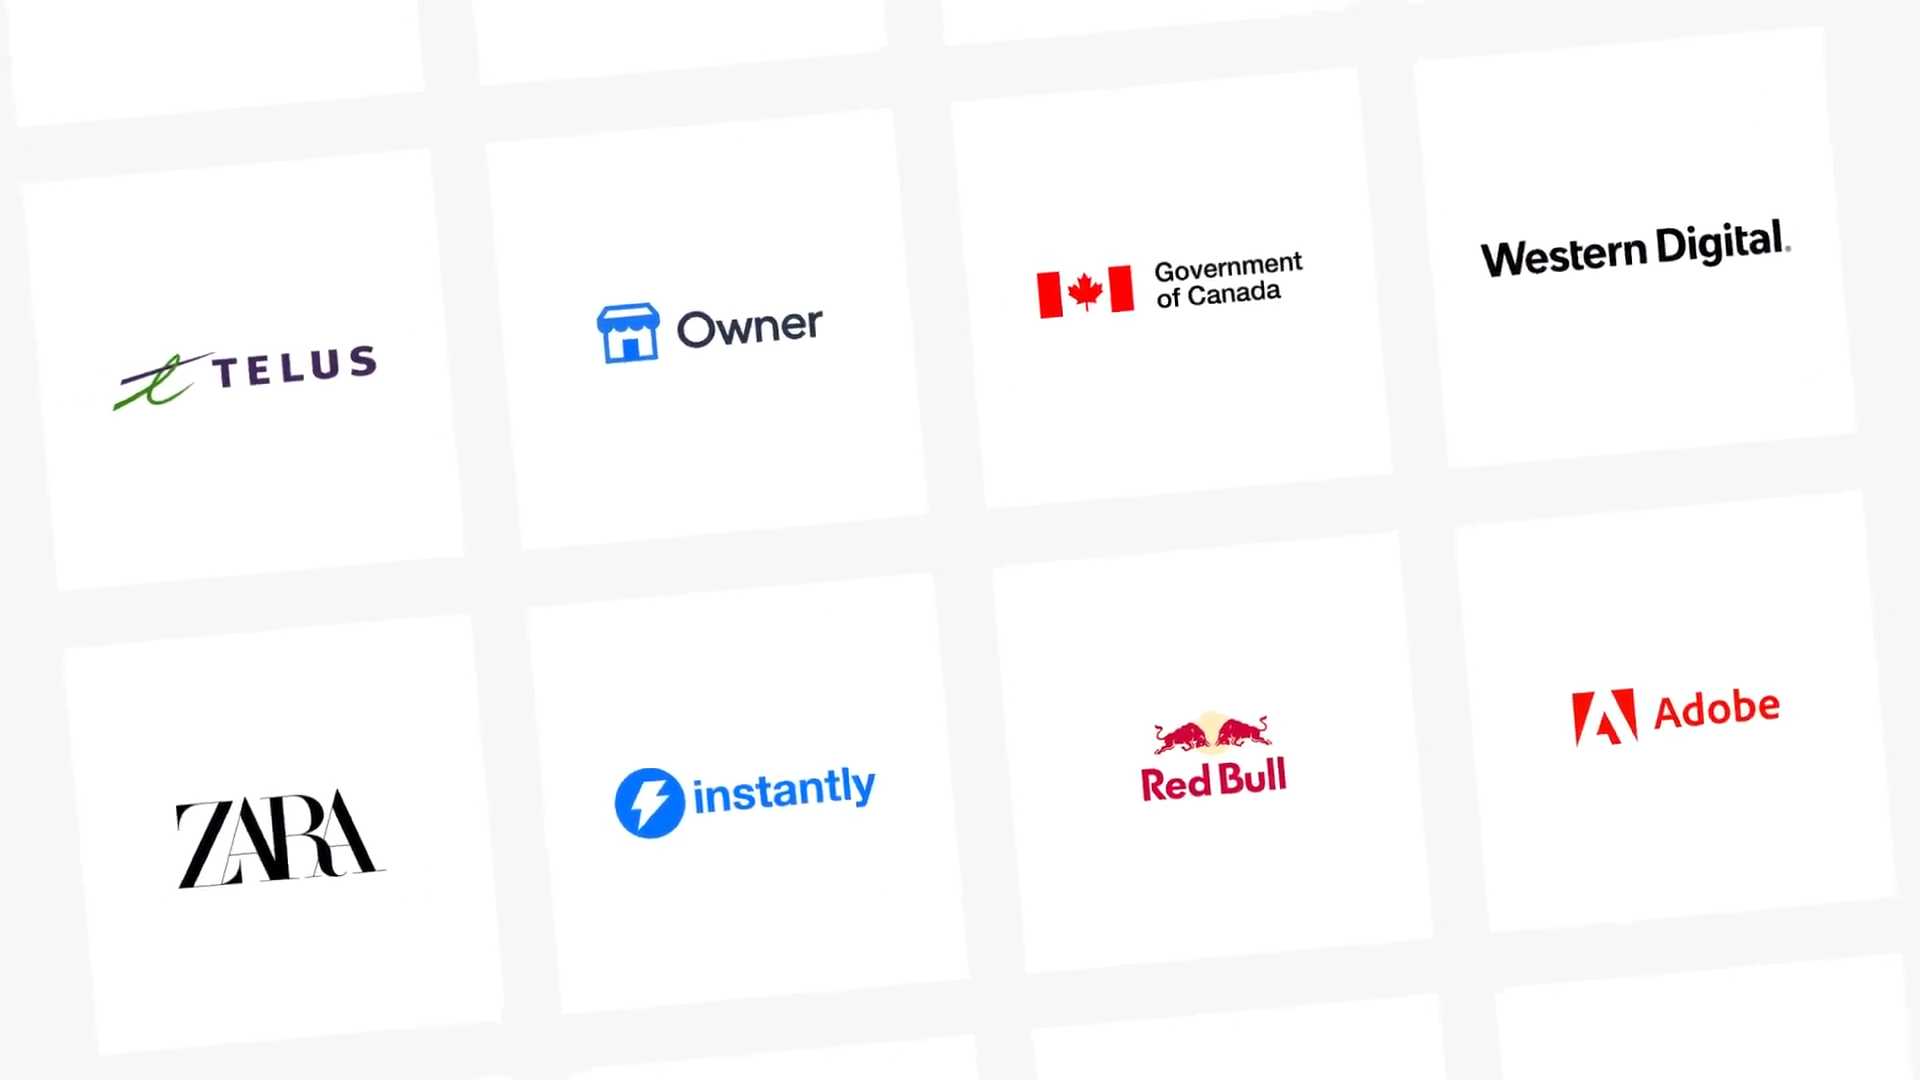 TELUS
Owner
Government
of Canada
Western Digital.
ZARA
instantly
Red Bull
Adobe